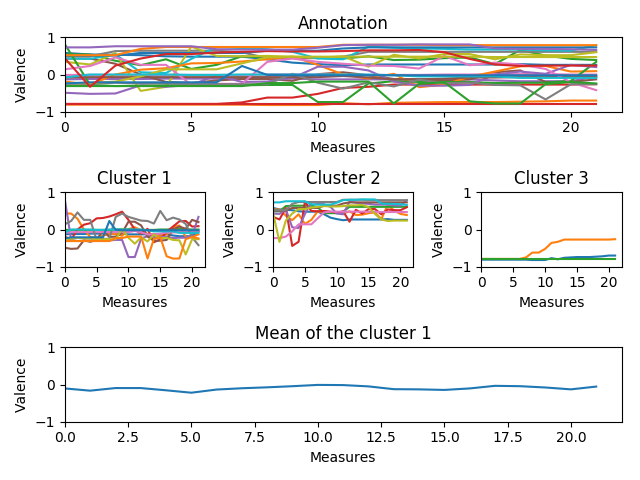 Annotation
Valence
1
0
−1
0 5 10 15 20
Measures
Cluster 1
Valence
1
0
−1
0 5 10 15 20
Measures
Cluster 2
Valence
1
0
−1
0 5 10 15 20
Measures
Cluster 3
Valence
1
0
−1
0 5 10 15 20
Measures
Mean of the cluster 1
Valence
1
0
−1
0.0 2.5 5.0 7.5 10.0 12.5 15.0 17.5 20.0
Measures